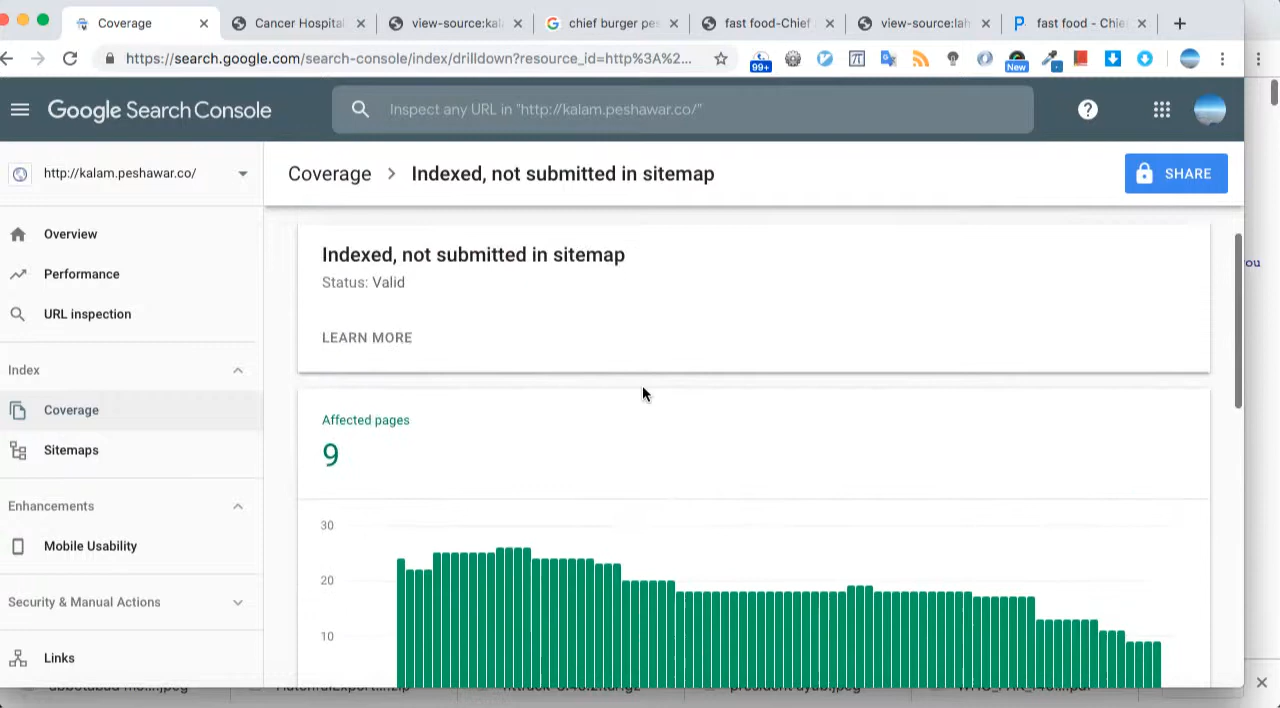 Coverage
Cancer Hospital
view-source:kal
chief burger pes
fast food-Chief
view-source:lah
fast food - Chie
https://search.google.com/search-console/index/drilldown?resource_id=http%3A%2...
99+
New
Google Search Console
Inspect any URL in "http://kalam.peshawar.co/"
http://kalam.peshawar.co/
Coverage > Indexed, not submitted in sitemap
SHARE
Overview
Performance
URL inspection
Index
Coverage
Sitemaps
Enhancements
Mobile Usability
Security & Manual Actions
Links
Indexed, not submitted in sitemap
Status: Valid
LEARN MORE
Affected pages
9
30
20
10
ou